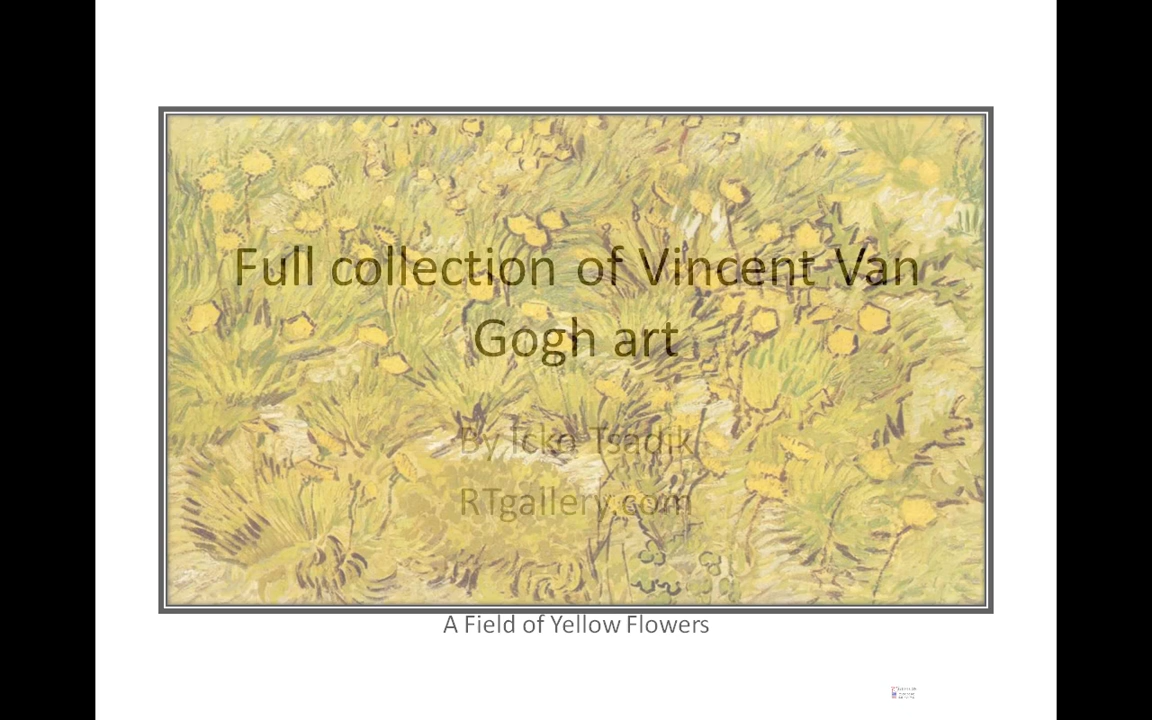 Full collection of Vincent Van
Gogh art
By Icko Tsadik
RTgallery.com
A Field of Yellow Flowers